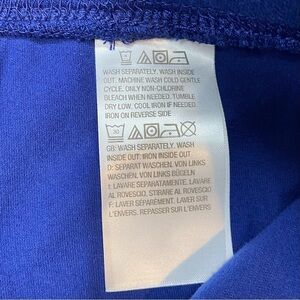 WASH SEPARATELY. WASH INSIDE
OUT. MACHINE WASH COLD GENTLE
CYCLE. ONLY NON-CHLORINE
BLEACH WHEN NEEDED. TUMBLE
DRY LOW. COOL IRON IF NEEDED
IRON ON REVERSE SIDE
30
GB: WASH SEPARATELY. WASH
INSIDE OUT. IRON INSIDE OUT
D: SEPARAT WASCHEN. VON LINKS
WASCHEN. VON LINKS BÜGELN
I: LAVARE SEPARATAMENTE. LAVARE
AL ROVESCIO. STIRARE AL ROVESCIO
F: LAVER SÉPARÉMENT. LAVER SUR
L'ENVERS. REPASSER SUR L'ENVERS